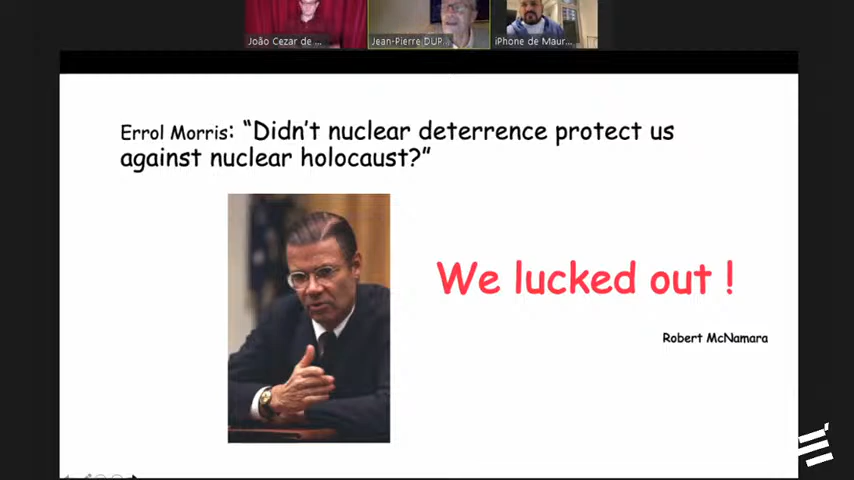 João Cezar de ...
Jean-Pierre DUP...
iPhone de Maur...
Errol Morris: “Didn’t nuclear deterrence protect us
against nuclear holocaust?”
We lucked out !
Robert McNamara